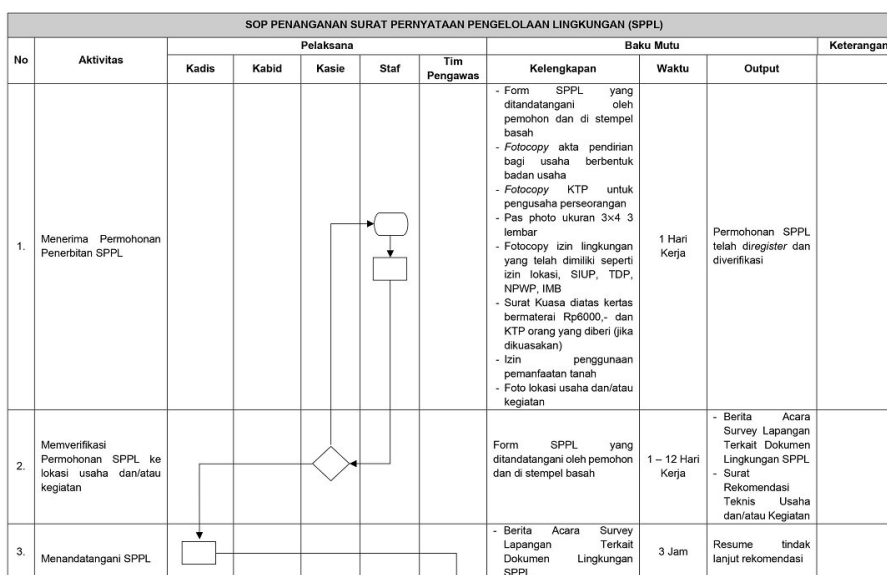 SOP PENANGANAN SURAT PERNYATAAN PENGELOLAAN LINGKUNGAN (SPPL)
No
Aktivitas
Pelaksana
Baku Mutu
Keterangan
Kadis
Kabid
Kasie
Staf
Tim
Pengawas
Kelengkapan
Waktu
Output
1.
Menerima Permohonan
Penerbitan SPPL
- Form SPPL yang
ditandatangani oleh
pemohon dan di stempel
basah
- Fotocopy akta pendirian
bagi usaha berbentuk
badan usaha
- Fotocopy KTP untuk
pengusaha perseorangan
- Pas photo ukuran 3×4 3
lembar
- Fotocopy izin lingkungan
yang telah dimiliki seperti
izin lokasi, SIUP, TDP,
NPWP, IMB
- Surat Kuasa diatas kertas
bermaterai Rp6000,- dan
KTP orang yang diberi (jika
dikuasakan)
- Izin penggunaan
pemanfaatan tanah
- Foto lokasi usaha dan/atau
kegiatan
1 Hari
Kerja
Permohonan SPPL
telah diregister dan
diverifikasi
2.
Memverifikasi
Permohonan SPPL ke
lokasi usaha dan/atau
kegiatan
Form SPPL yang
ditandatangani oleh pemohon
dan di stempel basah
1 – 12 Hari
Kerja
- Berita Acara
Survey Lapangan
Terkait Dokumen
Lingkungan SPPL
- Surat
Rekomendasi
Teknis Usaha
dan/atau Kegiatan
3.
Menandatangani SPPL
- Berita Acara Survey
Lapangan Terkait
Dokumen Lingkungan
SPPL
3 Jam
Resume tindak
lanjut rekomendasi